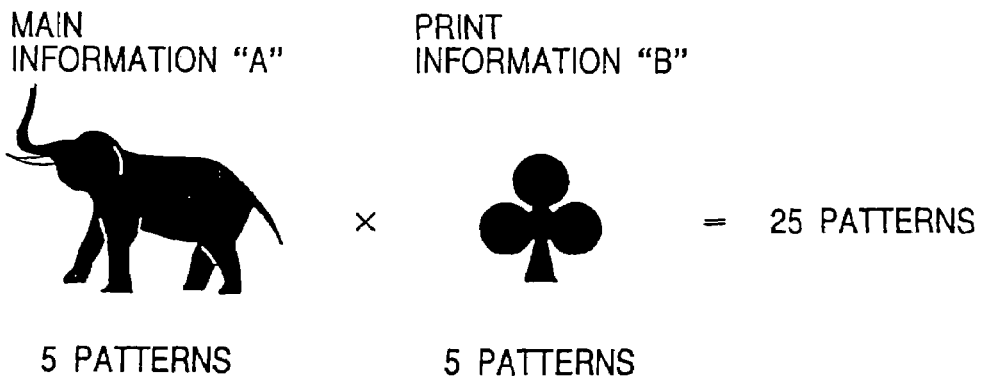 MAIN
INFORMATION “A”
PRINT
INFORMATION “B”
× = 25 PATTERNS
5 PATTERNS
5 PATTERNS